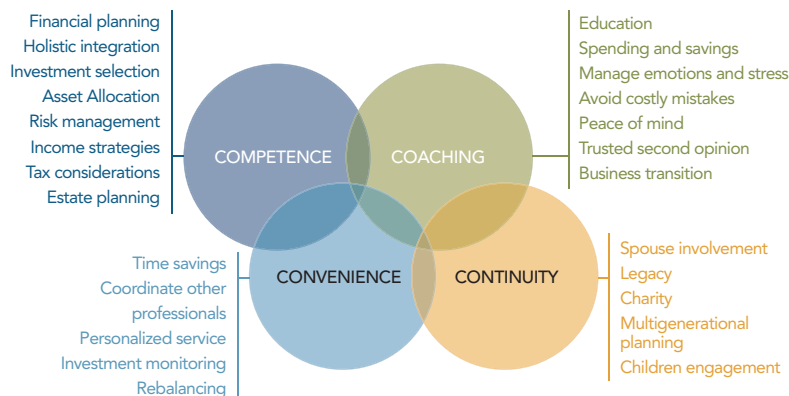 Financial planning
Holistic integration
Investment selection
Asset Allocation
Risk management
Income strategies
Tax considerations
Estate planning
COMPETENCE
COACHING
Education
Spending and savings
Manage emotions and stress
Avoid costly mistakes
Peace of mind
Trusted second opinion
Business transition
Time savings
Coordinate other
professionals
Personalized service
Investment monitoring
Rebalancing
CONVENIENCE
CONTINUITY
Spouse involvement
Legacy
Charity
Multigenerational
planning
Children engagement